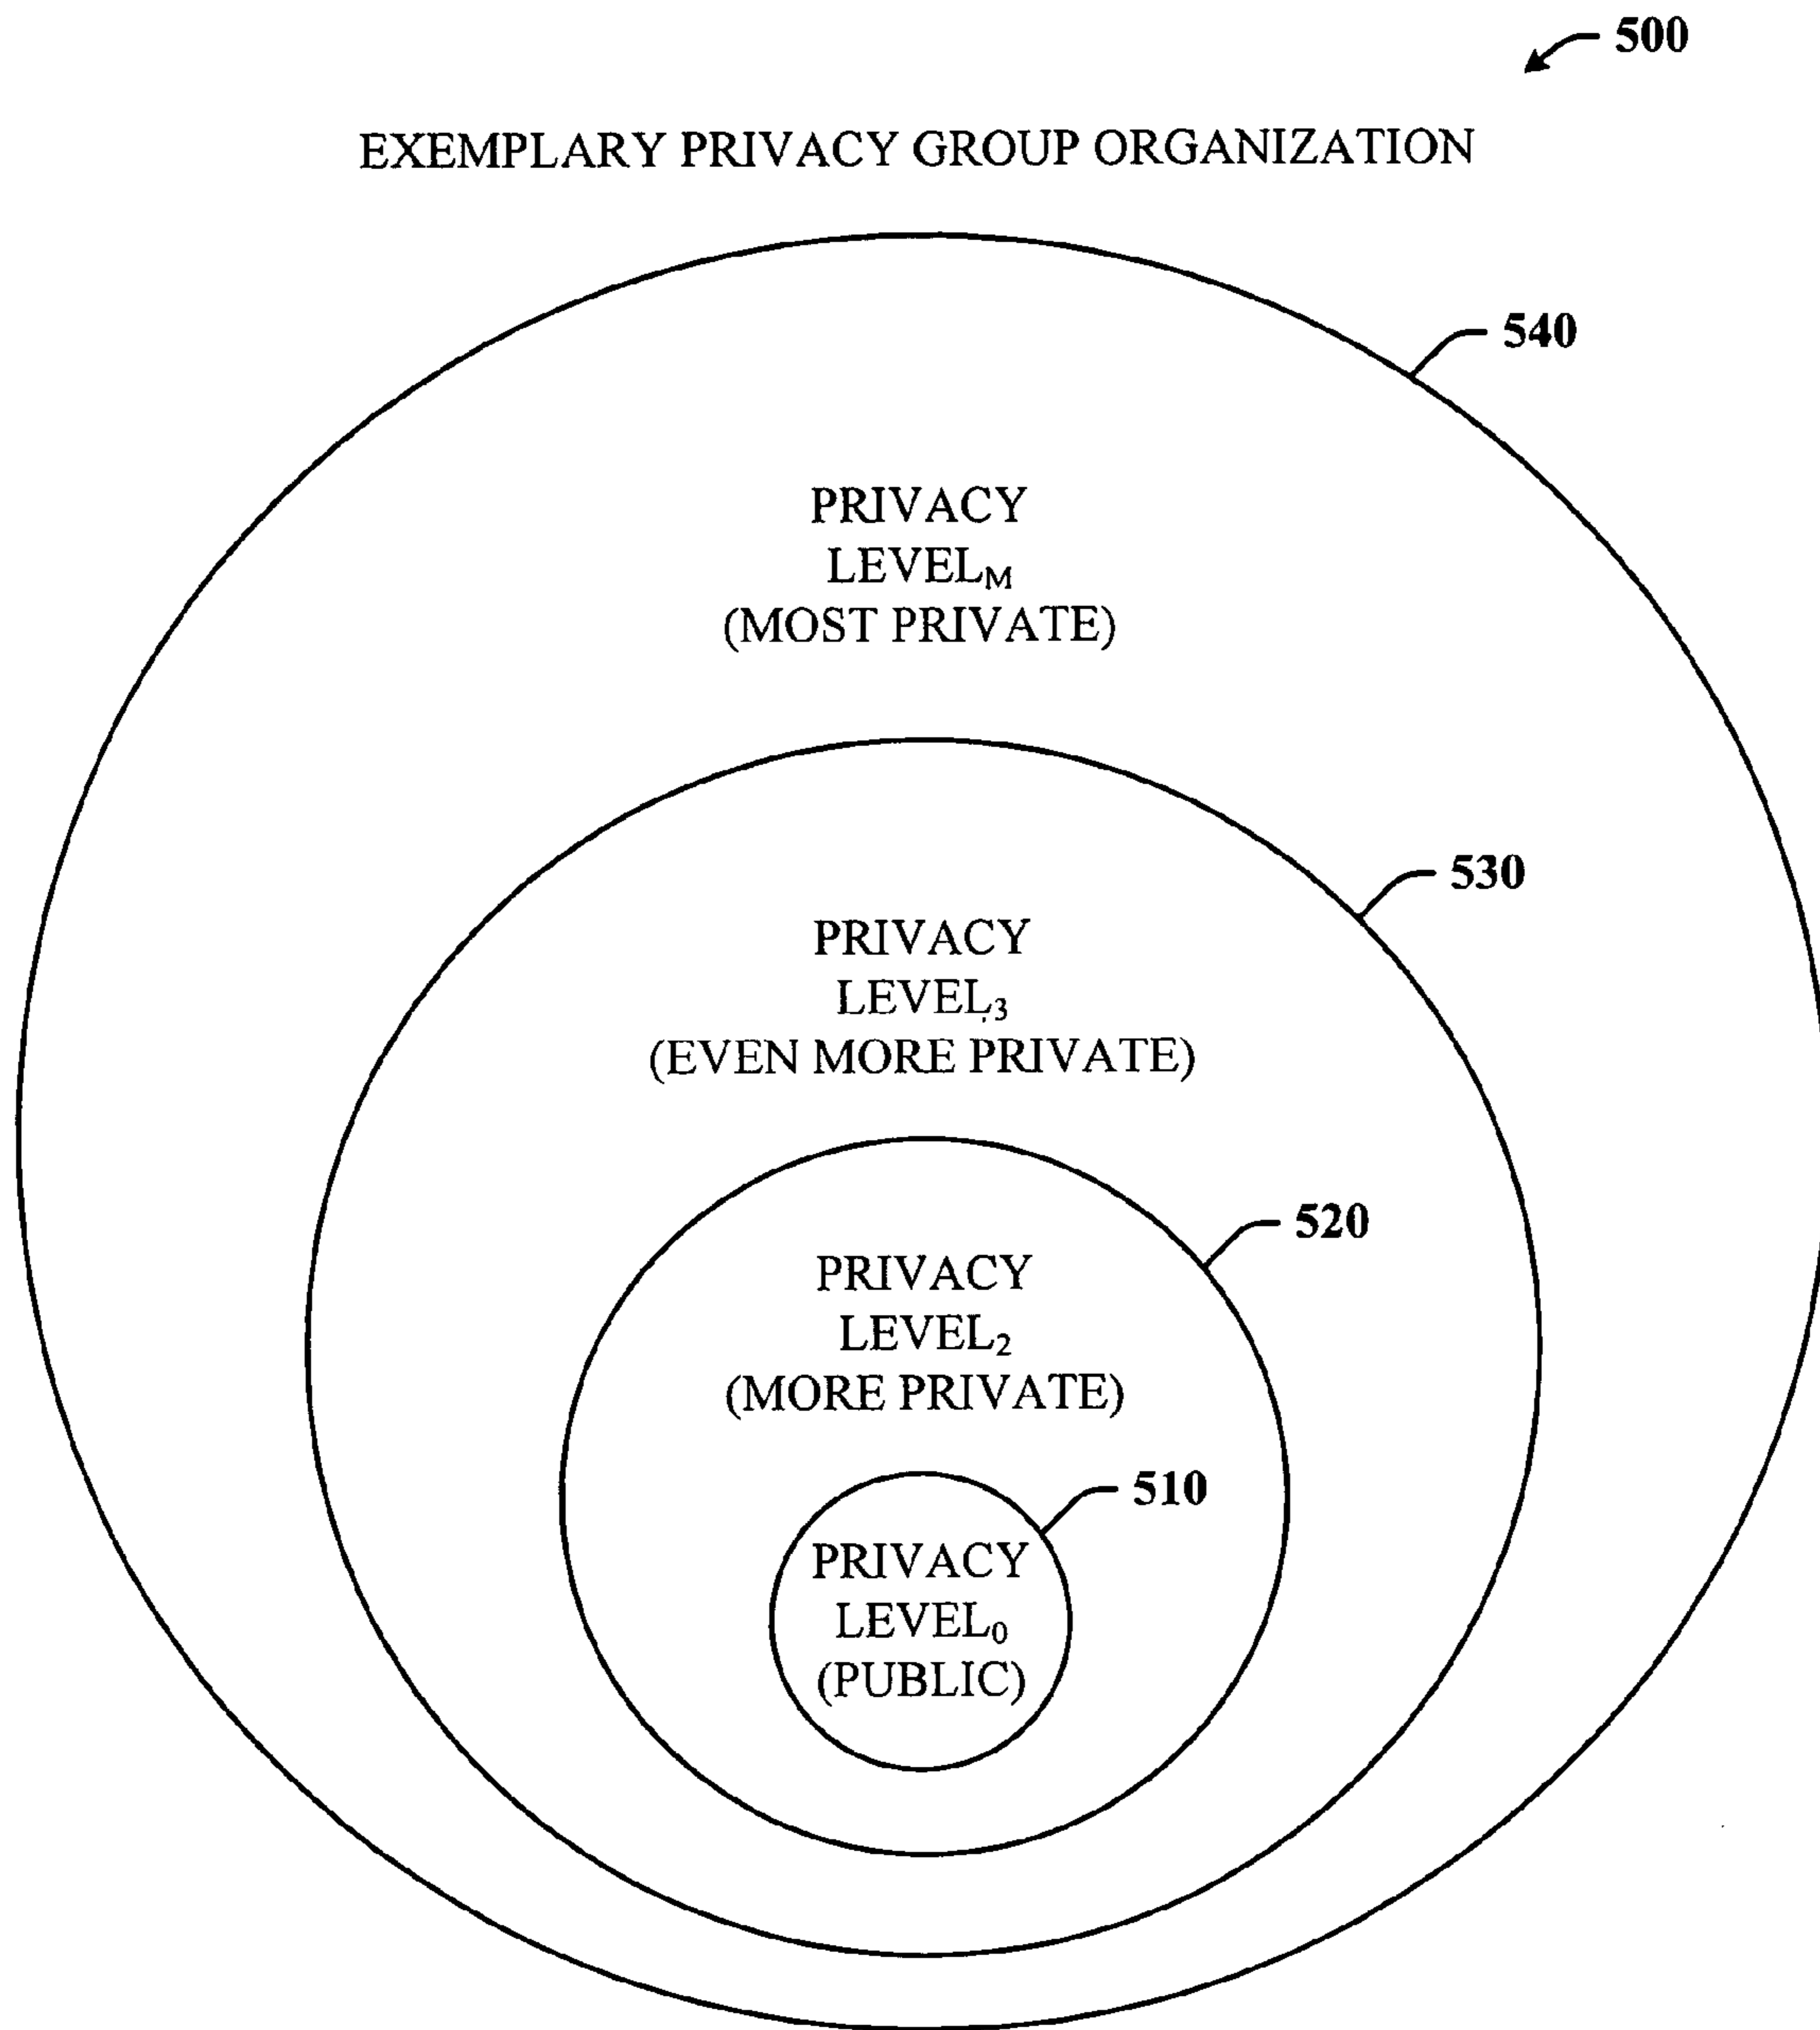 500
EXEMPLARY PRIVACY GROUP ORGANIZATION
540
PRIVACY
LEVELM
(MOST PRIVATE)
530
PRIVACY
LEVEL3
(EVEN MORE PRIVATE)
520
PRIVACY
LEVEL2
(MORE PRIVATE)
510
PRIVACY
LEVEL0
(PUBLIC)